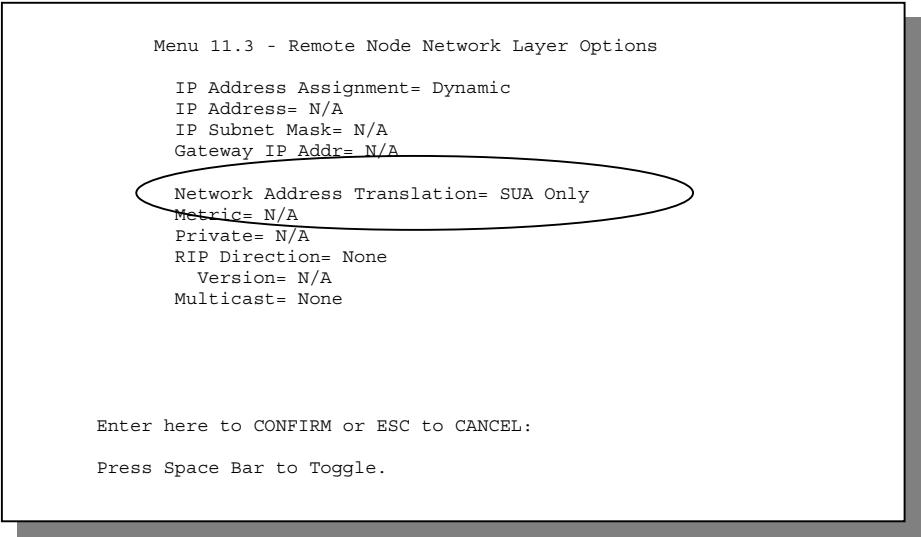 Menu 11.3 - Remote Node Network Layer Options
IP Address Assignment= Dynamic
IP Address= N/A
IP Subnet Mask= N/A
Gateway IP Addr= N/A
Network Address Translation= SUA Only
Metric= N/A
Private= N/A
RIP Direction= None
Version= N/A
Multicast= None
Enter here to CONFIRM or ESC to CANCEL:
Press Space Bar to Toggle.